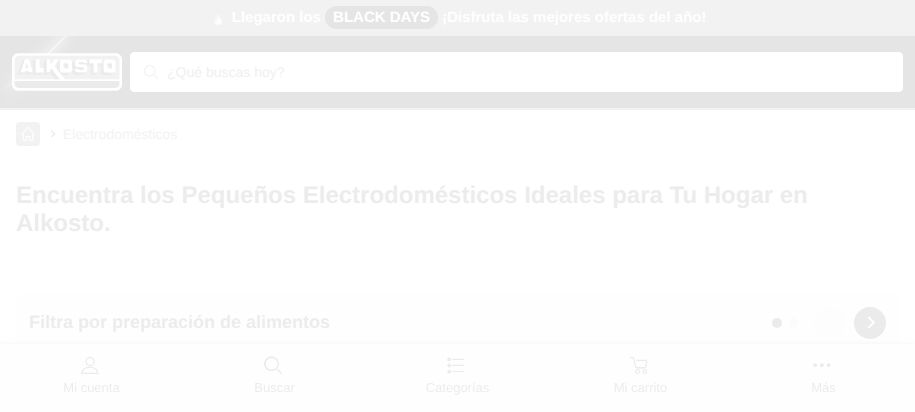 Llegaron los BLACK DAYS ¡Disfruta las mejores ofertas del año!
ALKOSTO
¿Qué buscas hoy?
Electrodomésticos
Encuentra los Pequeños Electrodomésticos Ideales para Tu Hogar en
Alkosto.
Filtra por preparación de alimentos
Mi cuenta
Buscar
Categorías
Mi carrito
Más